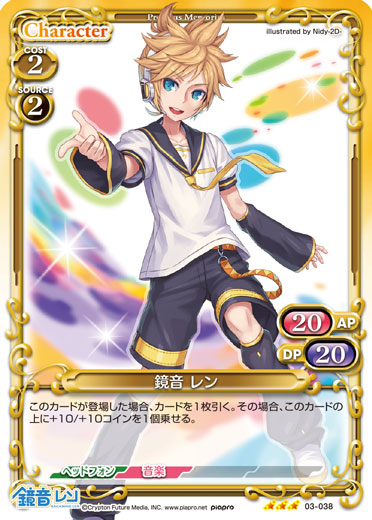 Precious Memories
Character
Illustrated by Nidy-2D-
COST
2
SOURCE
2
20 AP
DP 20
鏡音 レン
このカードが登場した場合、カードを1枚引く。その場合、このカードの
上に+10/+10コインを1個乗せる。
ヘッドフォン 音楽
鏡音レン
KAGAMINE LEN
©Crypton Future Media, INC. www.piapro.net piapro
★★★ 03-038